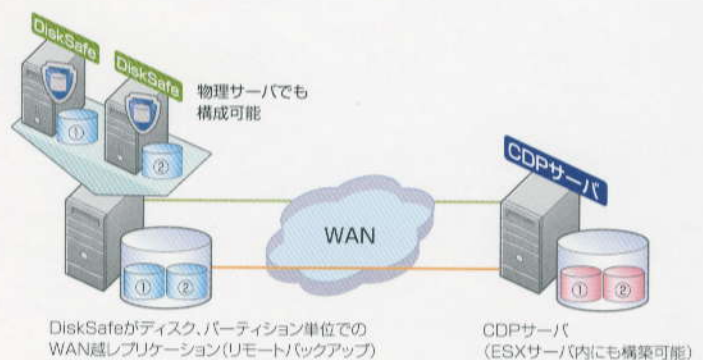 DiskSafe
DiskSafe
物理サーバでも
構成可能
①
②
CDPサーバ
WAN
①
②
①
②
DiskSafeがディスク、パーティション単位での
WAN越レプリケーション(リモートバックアップ)
CDPサーバ
(ESXサーバ内にも構築可能)